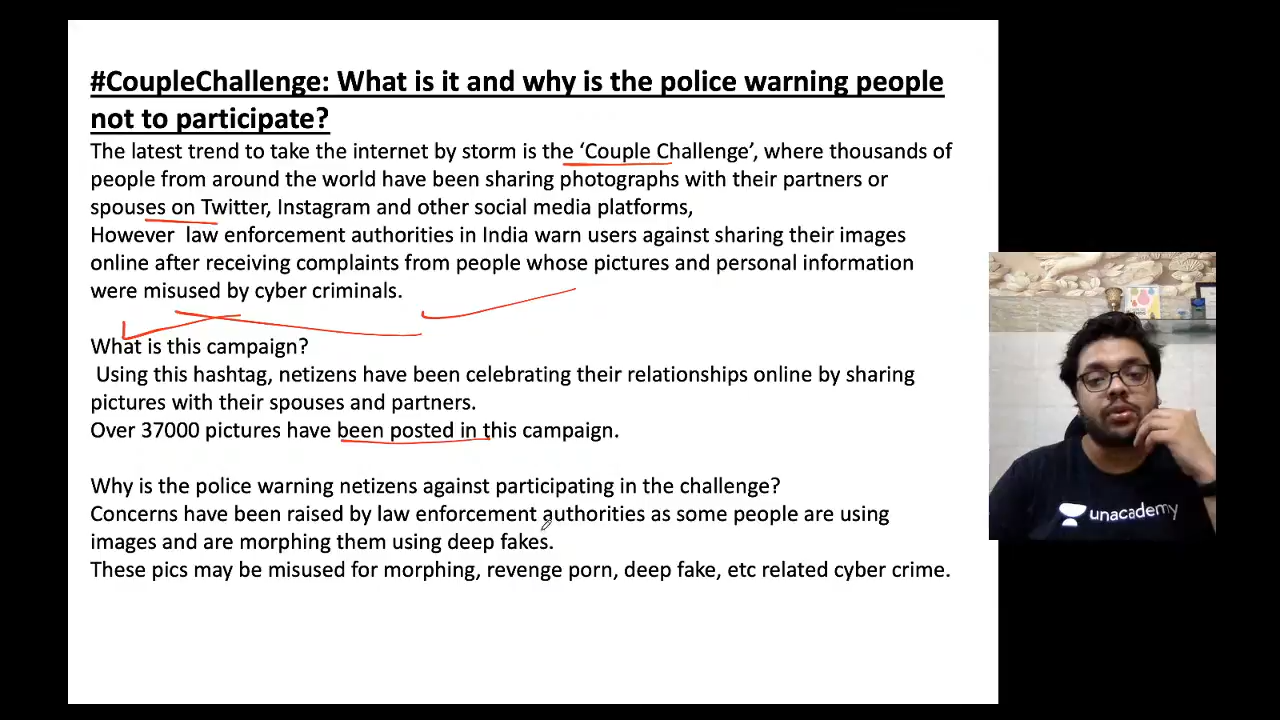 #CoupleChallenge: What is it and why is the police warning people
not to participate?
The latest trend to take the internet by storm is the ‘Couple Challenge’, where thousands of
people from around the world have been sharing photographs with their partners or
spouses on Twitter, Instagram and other social media platforms,
However  law enforcement authorities in India warn users against sharing their images
online after receiving complaints from people whose pictures and personal information
were misused by cyber criminals.
What is this campaign?
Using this hashtag, netizens have been celebrating their relationships online by sharing
pictures with their spouses and partners.
Over 37000 pictures have been posted in this campaign.
Why is the police warning netizens against participating in the challenge?
Concerns have been raised by law enforcement authorities as some people are using
images and are morphing them using deep fakes.
These pics may be misused for morphing, revenge porn, deep fake, etc related cyber crime.
unacademy